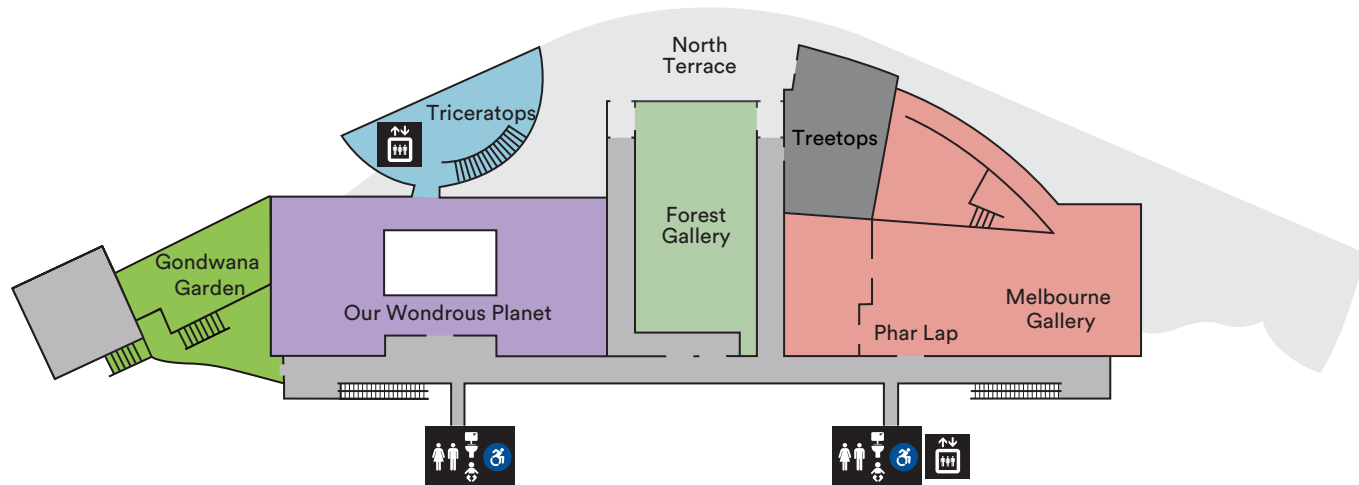 North
Terrace
Triceratops
Treetops
Forest
Gallery
Gondwana
Garden
Our Wondrous Planet
Melbourne
Gallery
Phar Lap